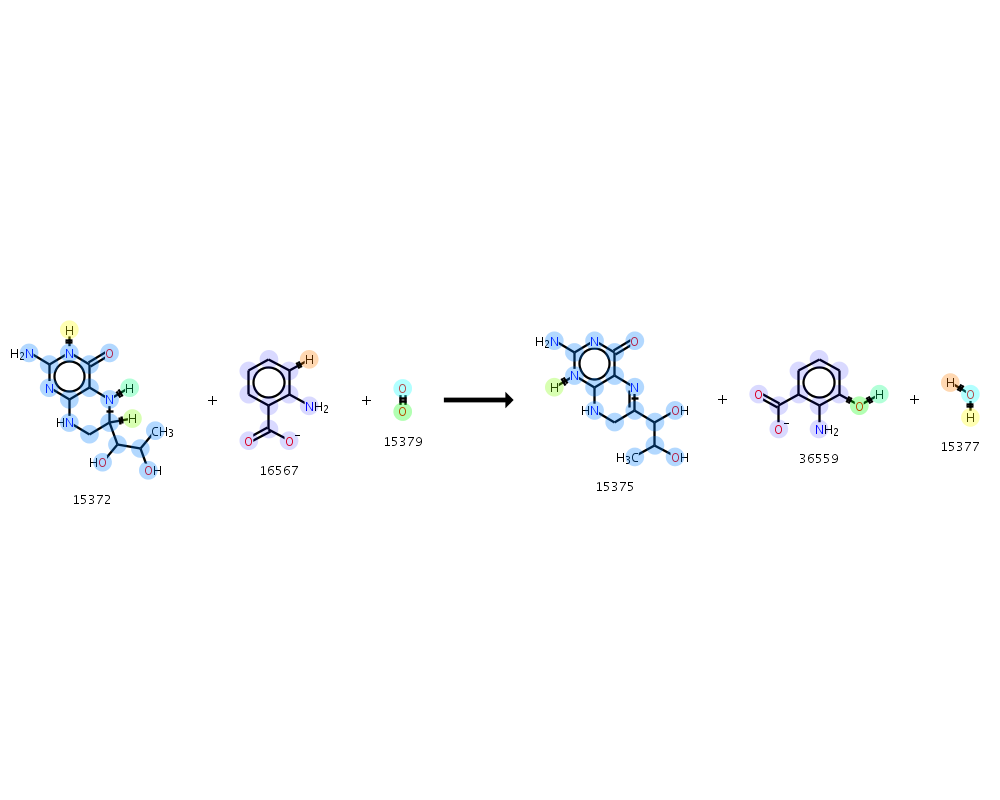 H
H₂N N O
N N H
HN H
CH3
HO
OH
15372
+
H
NH₂
O O⁻
16567
+
O
O
15379
H₂N N O
H N N
HN
OH
H₃C OH
15375
+
O O H
O⁻ NH₂
36559
+
H
O
H
15377